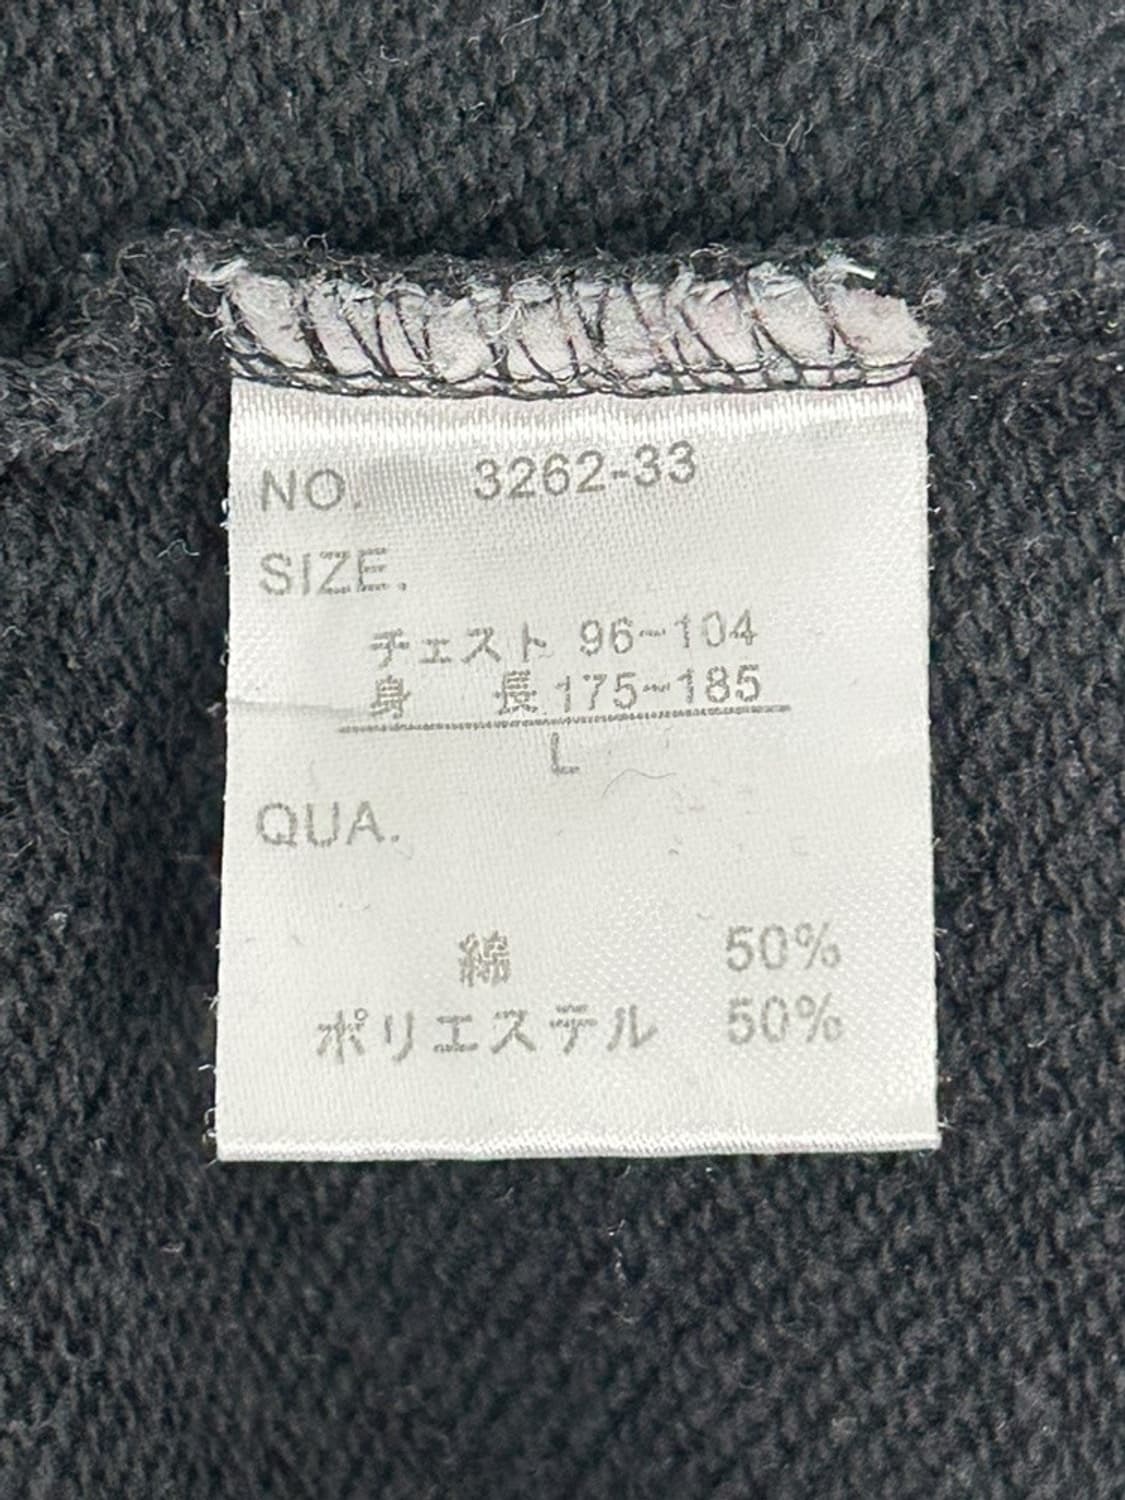 NO. 3262-33
SIZE.
チェスト 96~104
身 長 175~185
L
QUA.
綿 50%
ポリエステル 50%